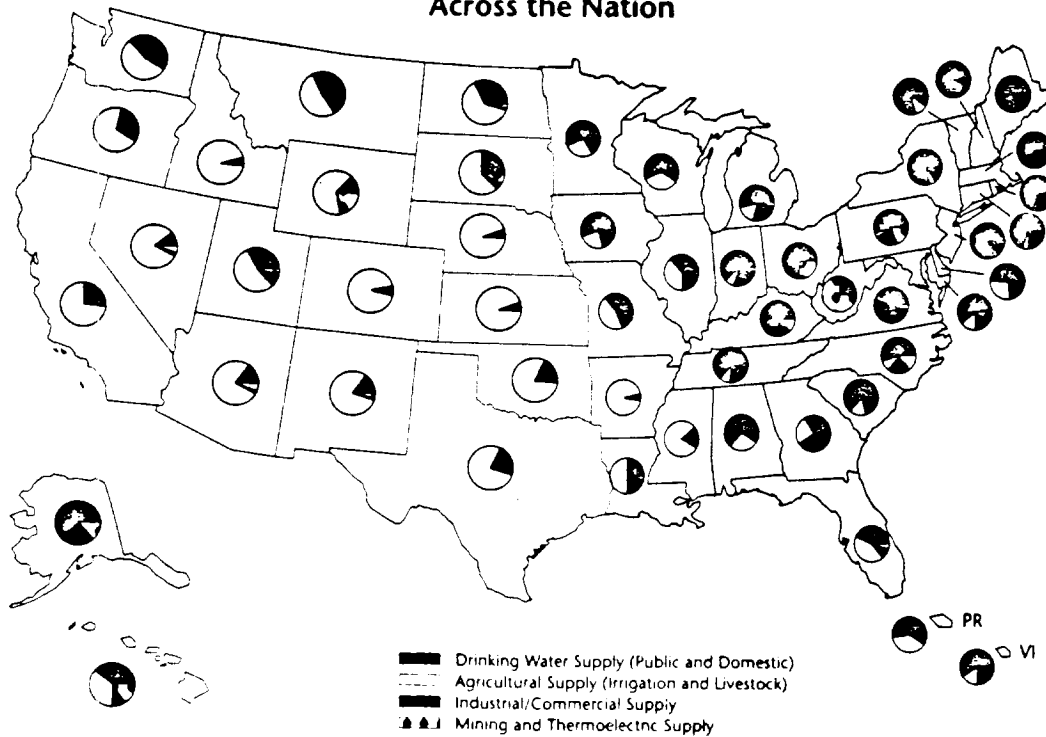 Across the Nation
PR
VI
Drinking Water Supply (Public and Domestic)
Agricultural Supply (Irrigation and Livestock)
Industrial/Commercial Supply
Mining and Thermoelectric Supply